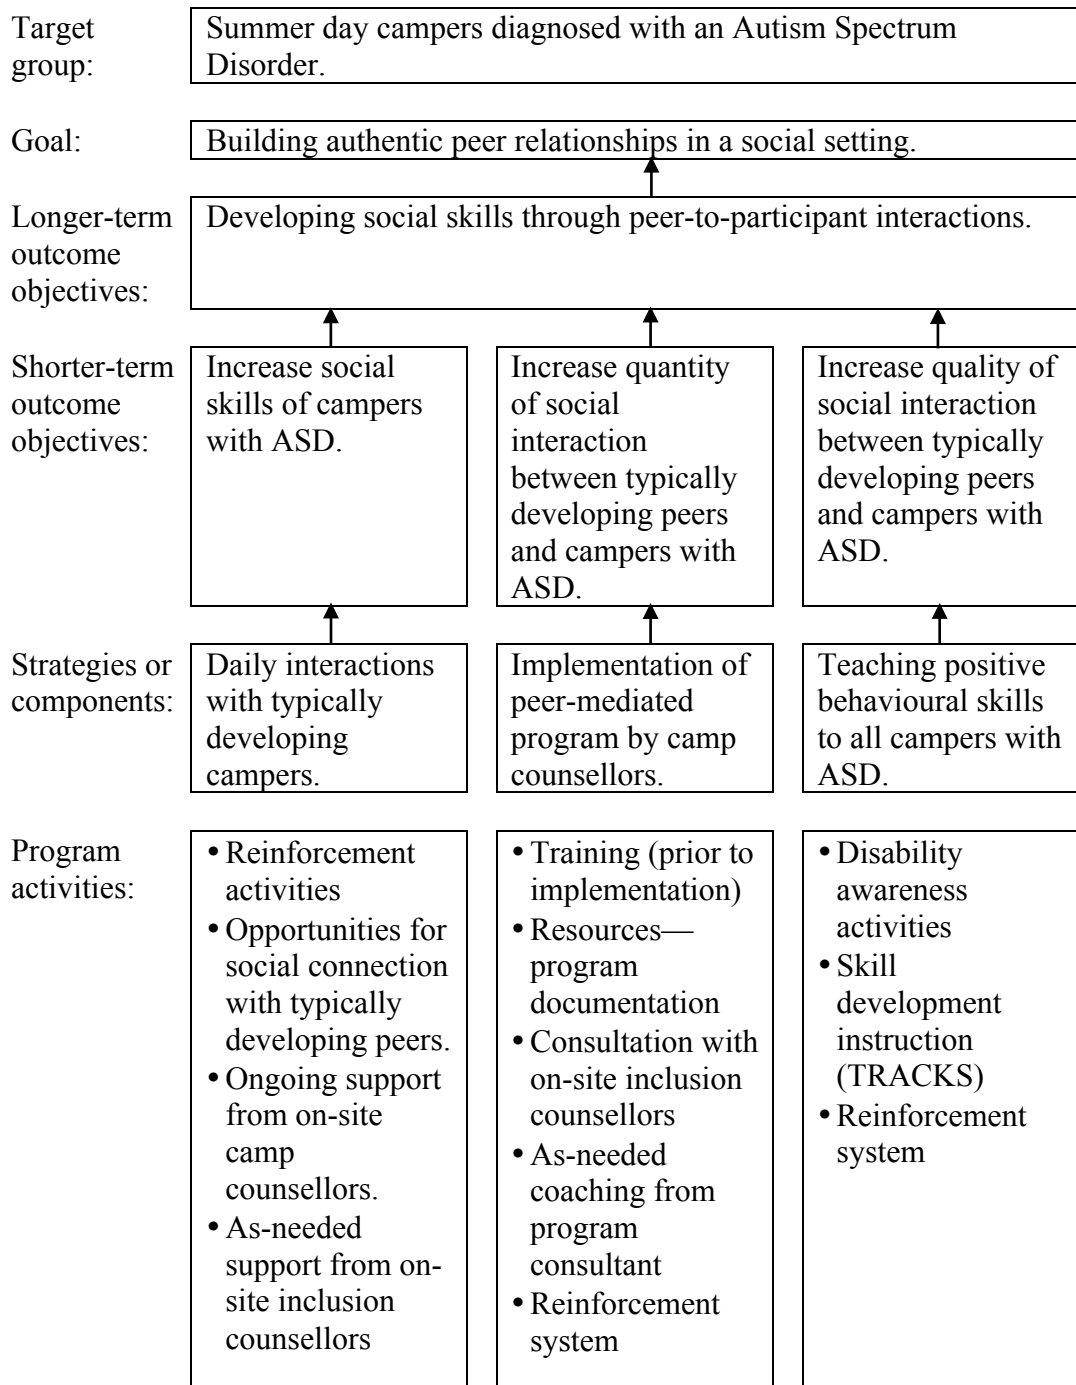 Target
group:
Summer day campers diagnosed with an Autism Spectrum
Disorder.
Goal:
Building authentic peer relationships in a social setting.
Longer-term
outcome
objectives:
Developing social skills through peer-to-participant interactions.
Shorter-term
outcome
objectives:
Increase social
skills of campers
with ASD.
Increase quantity
of social
interaction
between typically
developing peers
and campers with
ASD.
Increase quality of
social interaction
between typically
developing peers
and campers with
ASD.
Strategies or
components:
Daily interactions
with typically
developing
campers.
Implementation of
peer-mediated
program by camp
counsellors.
Teaching positive
behavioural skills
to all campers with
ASD.
Program
activities:
• Reinforcement
activities
• Opportunities for
social connection
with typically
developing peers.
• Ongoing support
from on-site
camp
counsellors.
• As-needed
support from on-
site inclusion
counsellors
• Training (prior to
implementation)
• Resources—
program
documentation
• Consultation with
on-site inclusion
counsellors
• As-needed
coaching from
program
consultant
• Reinforcement
system
• Disability
awareness
activities
• Skill
development
instruction
(TRACKS)
• Reinforcement
system